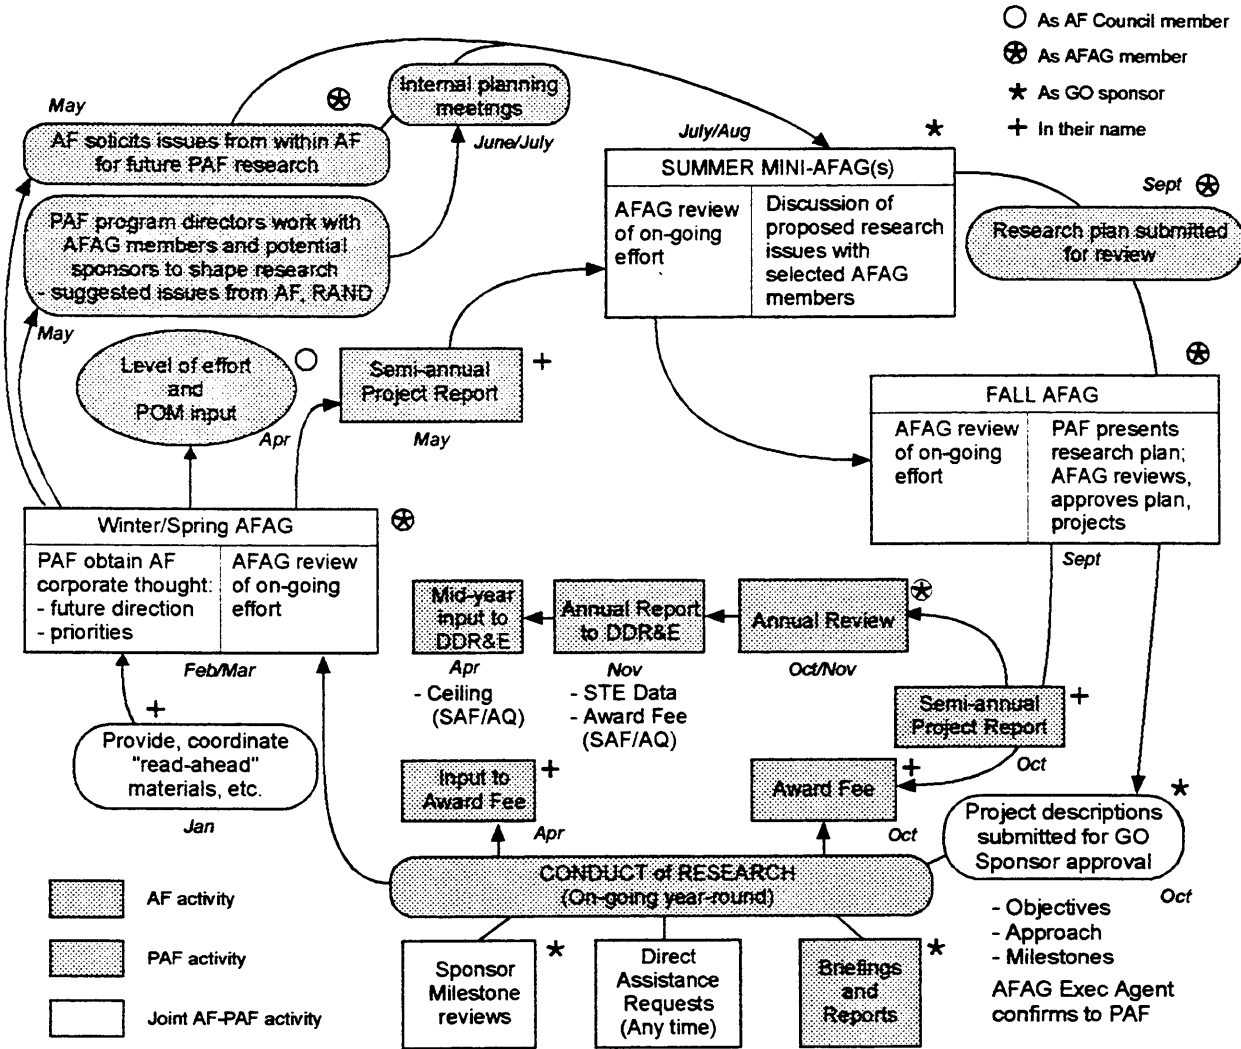 As AF Council member
As AFAG member
As GO sponsor
In their name
May
AF solicits issues from within AF
for future PAF research
Internal planning
meetings
June/July
PAF program directors work with
AFAG members and potential
sponsors to shape research
- suggested issues from AF, RAND
May
July/Aug
SUMMER MINI-AFAG(s)
AFAG review
of on-going
effort
Discussion of
proposed research
issues with
selected AFAG
members
Sept
Research plan submitted
for review
Level of effort
and
POM input
Apr
Semi-annual
Project Report
May
FALL AFAG
AFAG review
of on-going
effort
PAF presents
research plan;
AFAG reviews,
approves plan,
projects
Sept
Winter/Spring AFAG
PAF obtain AF
corporate thought:
- future direction
- priorities
AFAG review
of on-going
effort
Feb/Mar
Mid-year
input to
DDR&E
Apr
- Ceiling
(SAF/AQ)
Annual Report
to DDR&E
Nov
- STE Data
- Award Fee
(SAF/AQ)
Annual Review
Oct/Nov
Semi-annual
Project Report
Oct
Provide, coordinate
"read-ahead"
materials, etc.
Jan
Input to
Award Fee
Apr
Award Fee
Oct
Project descriptions
submitted for GO
Sponsor approval
Oct
- Objectives
- Approach
- Milestones
AFAG Exec Agent
confirms to PAF
CONDUCT of RESEARCH
(On-going year-round)
Sponsor
Milestone
reviews
Direct
Assistance
Requests
(Any time)
Briefings
and
Reports
AF activity
PAF activity
Joint AF-PAF activity